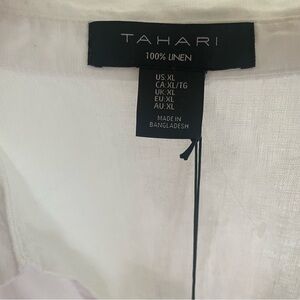 TAHARI
100% LINEN
US: XL
CA: XL/TG
UK: XL
EU: XL
AU: XL
MADE IN
BANGLADESH